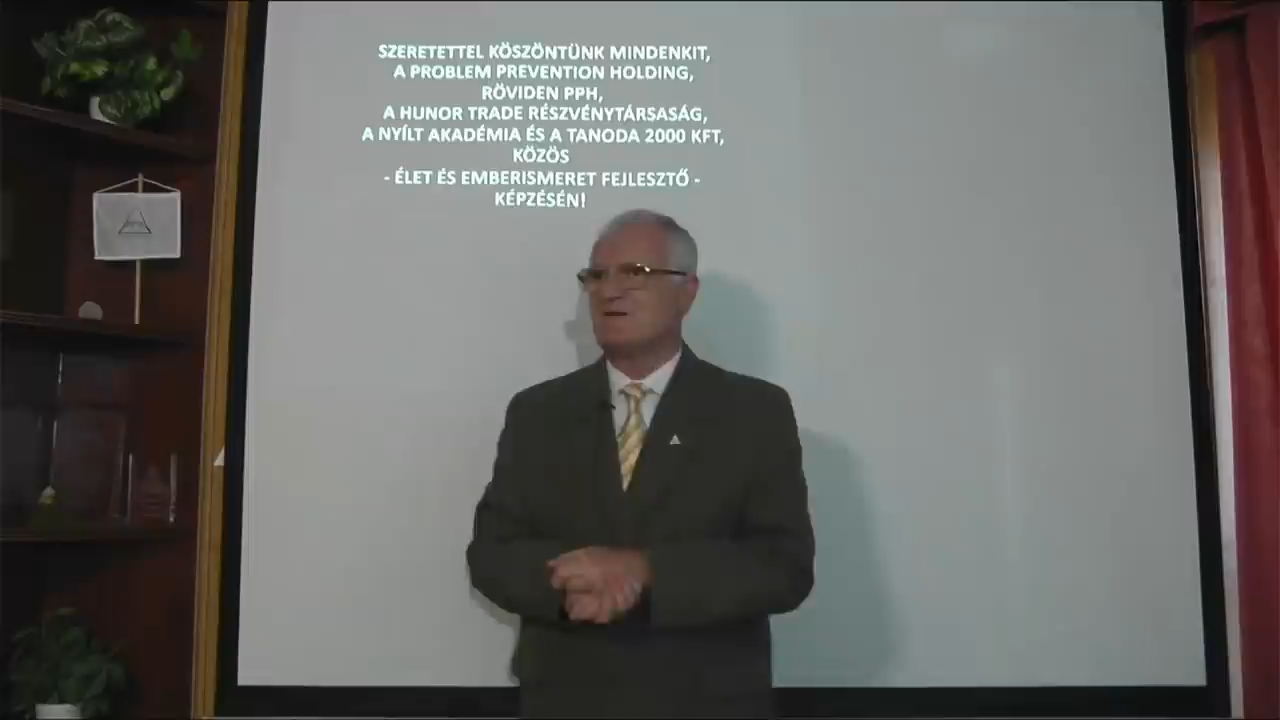 SZERETETTEL KÖSZÖNTÜNK MINDENKIT,
A PROBLEM PREVENTION HOLDING,
RÖVIDEN PPH,
A HUNOR TRADE RÉSZVÉNYTÁRSASÁG,
A NYÍLT AKADÉMIA ÉS A TANODA 2000 KFT,
KÖZÖS
- ÉLET ÉS EMBERISMERET FEJLESZTŐ -
KÉPZÉSÉN!